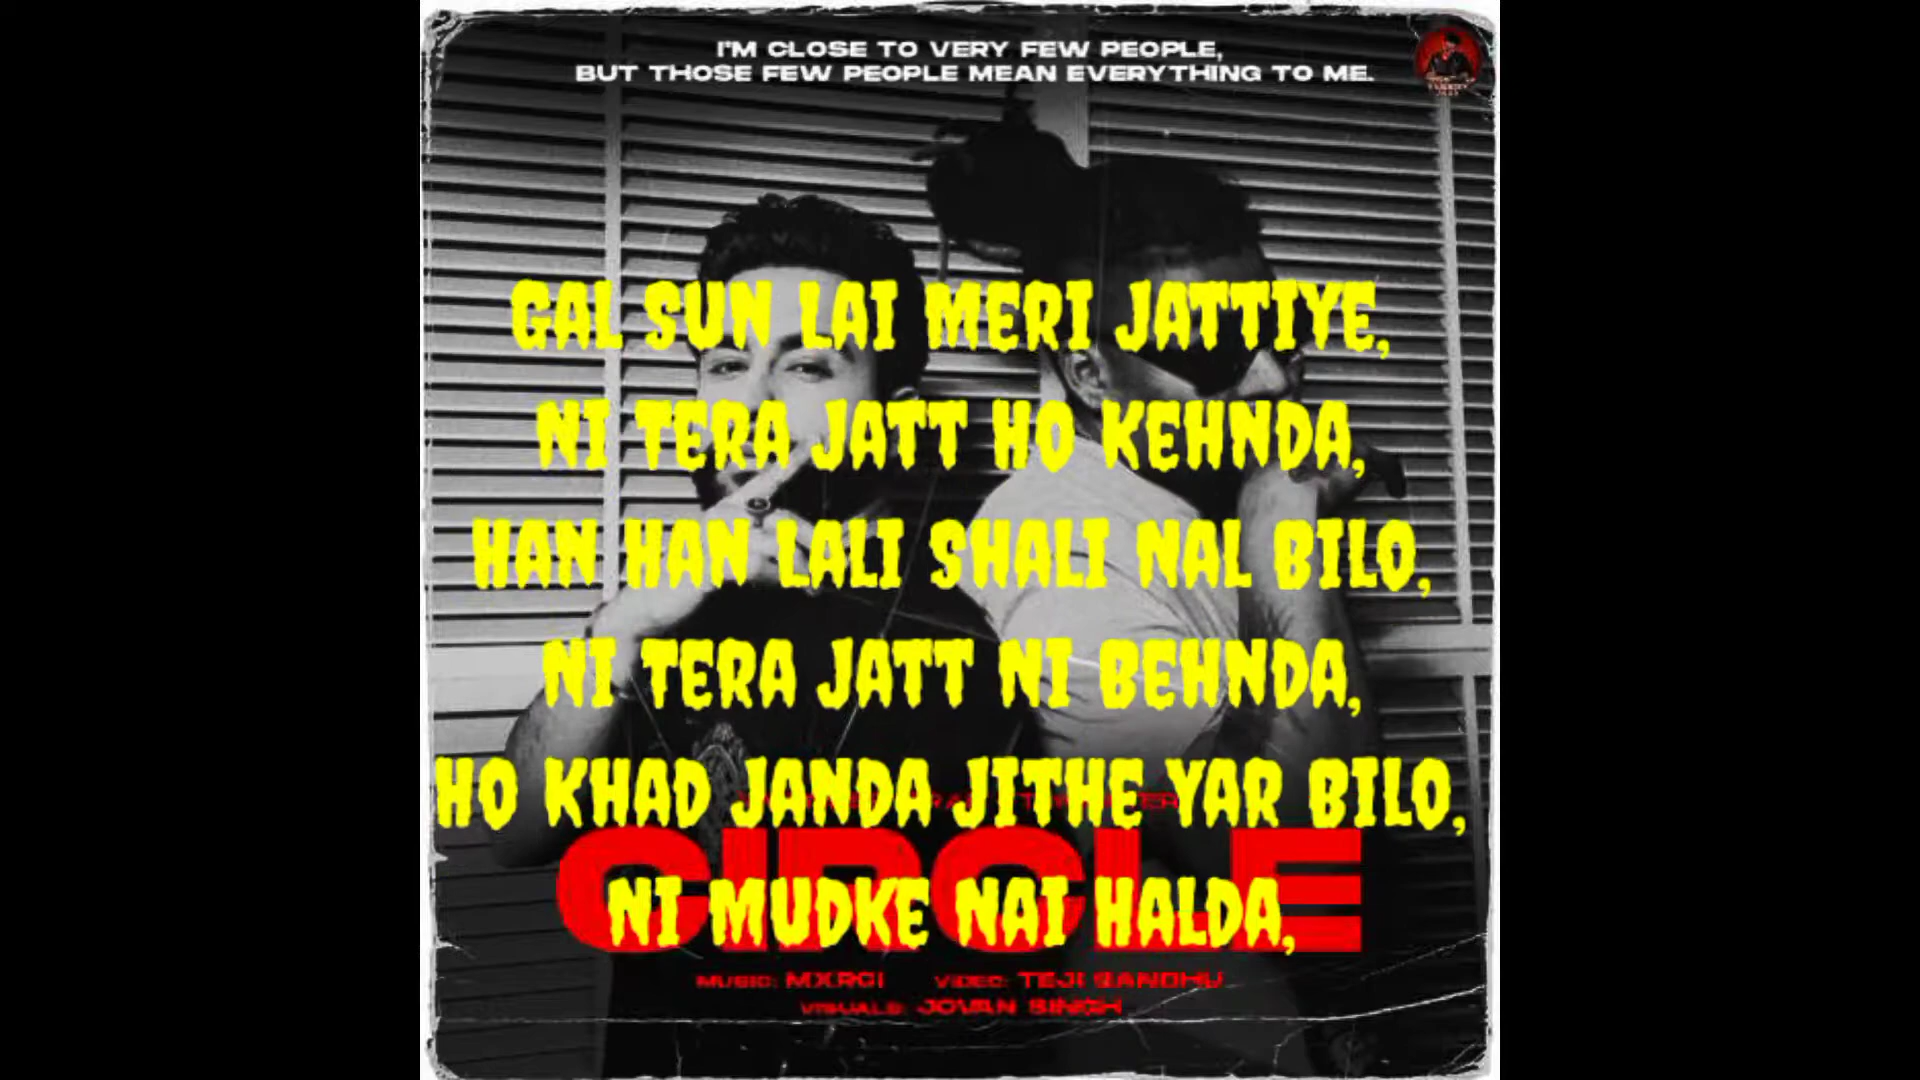 I'M CLOSE TO VERY FEW PEOPLE,
BUT THOSE FEW PEOPLE MEAN EVERYTHING TO ME.
GAL SUN LAI MERI JATTIYE,
NI TERA JATT HO KEHNDA,
HAN HAN LALI SHALI NAL BILO,
NI TERA JATT NI BEHNDA,
HO KHAD JANDA JITHE YAR BILO,
CIRCLE
NI MUDKE NAI HALDA,
MUSIC: MXRCI VIDEO: TEJI SANDHU
VISUALS: JOVAN SINGH